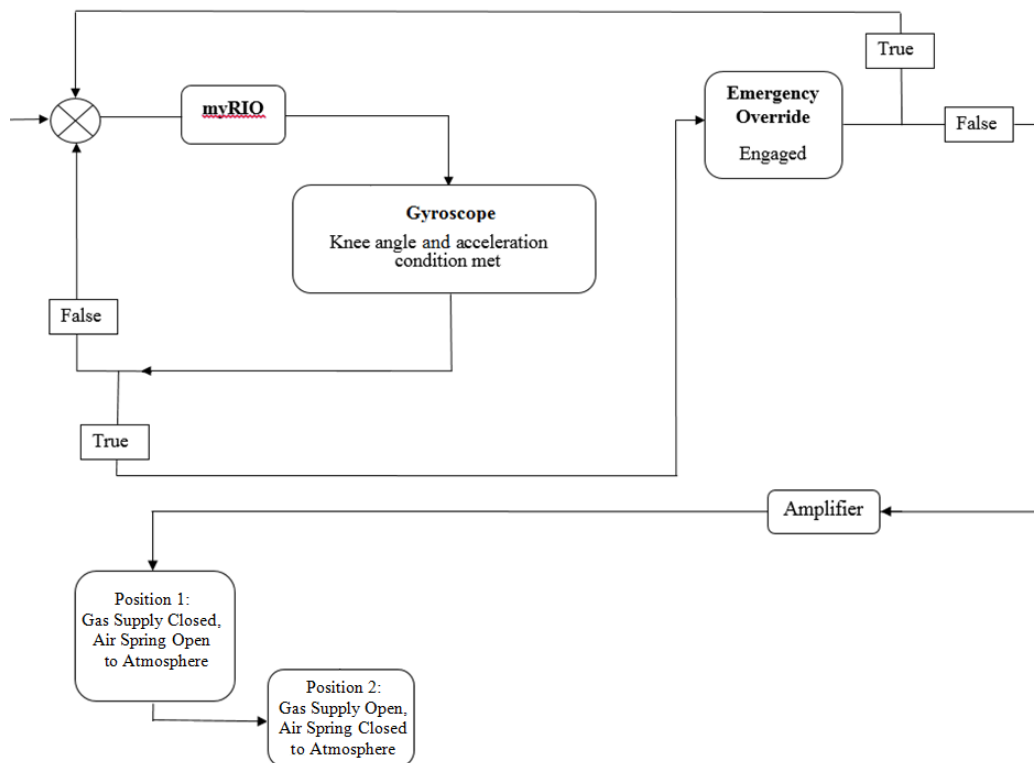 True
myRIO
Emergency
Override
Engaged
False
Gyroscope
Knee angle and acceleration
condition met
False
True
Amplifier
Position 1:
Gas Supply Closed,
Air Spring Open
to Atmosphere
Position 2:
Gas Supply Open,
Air Spring Closed
to Atmosphere